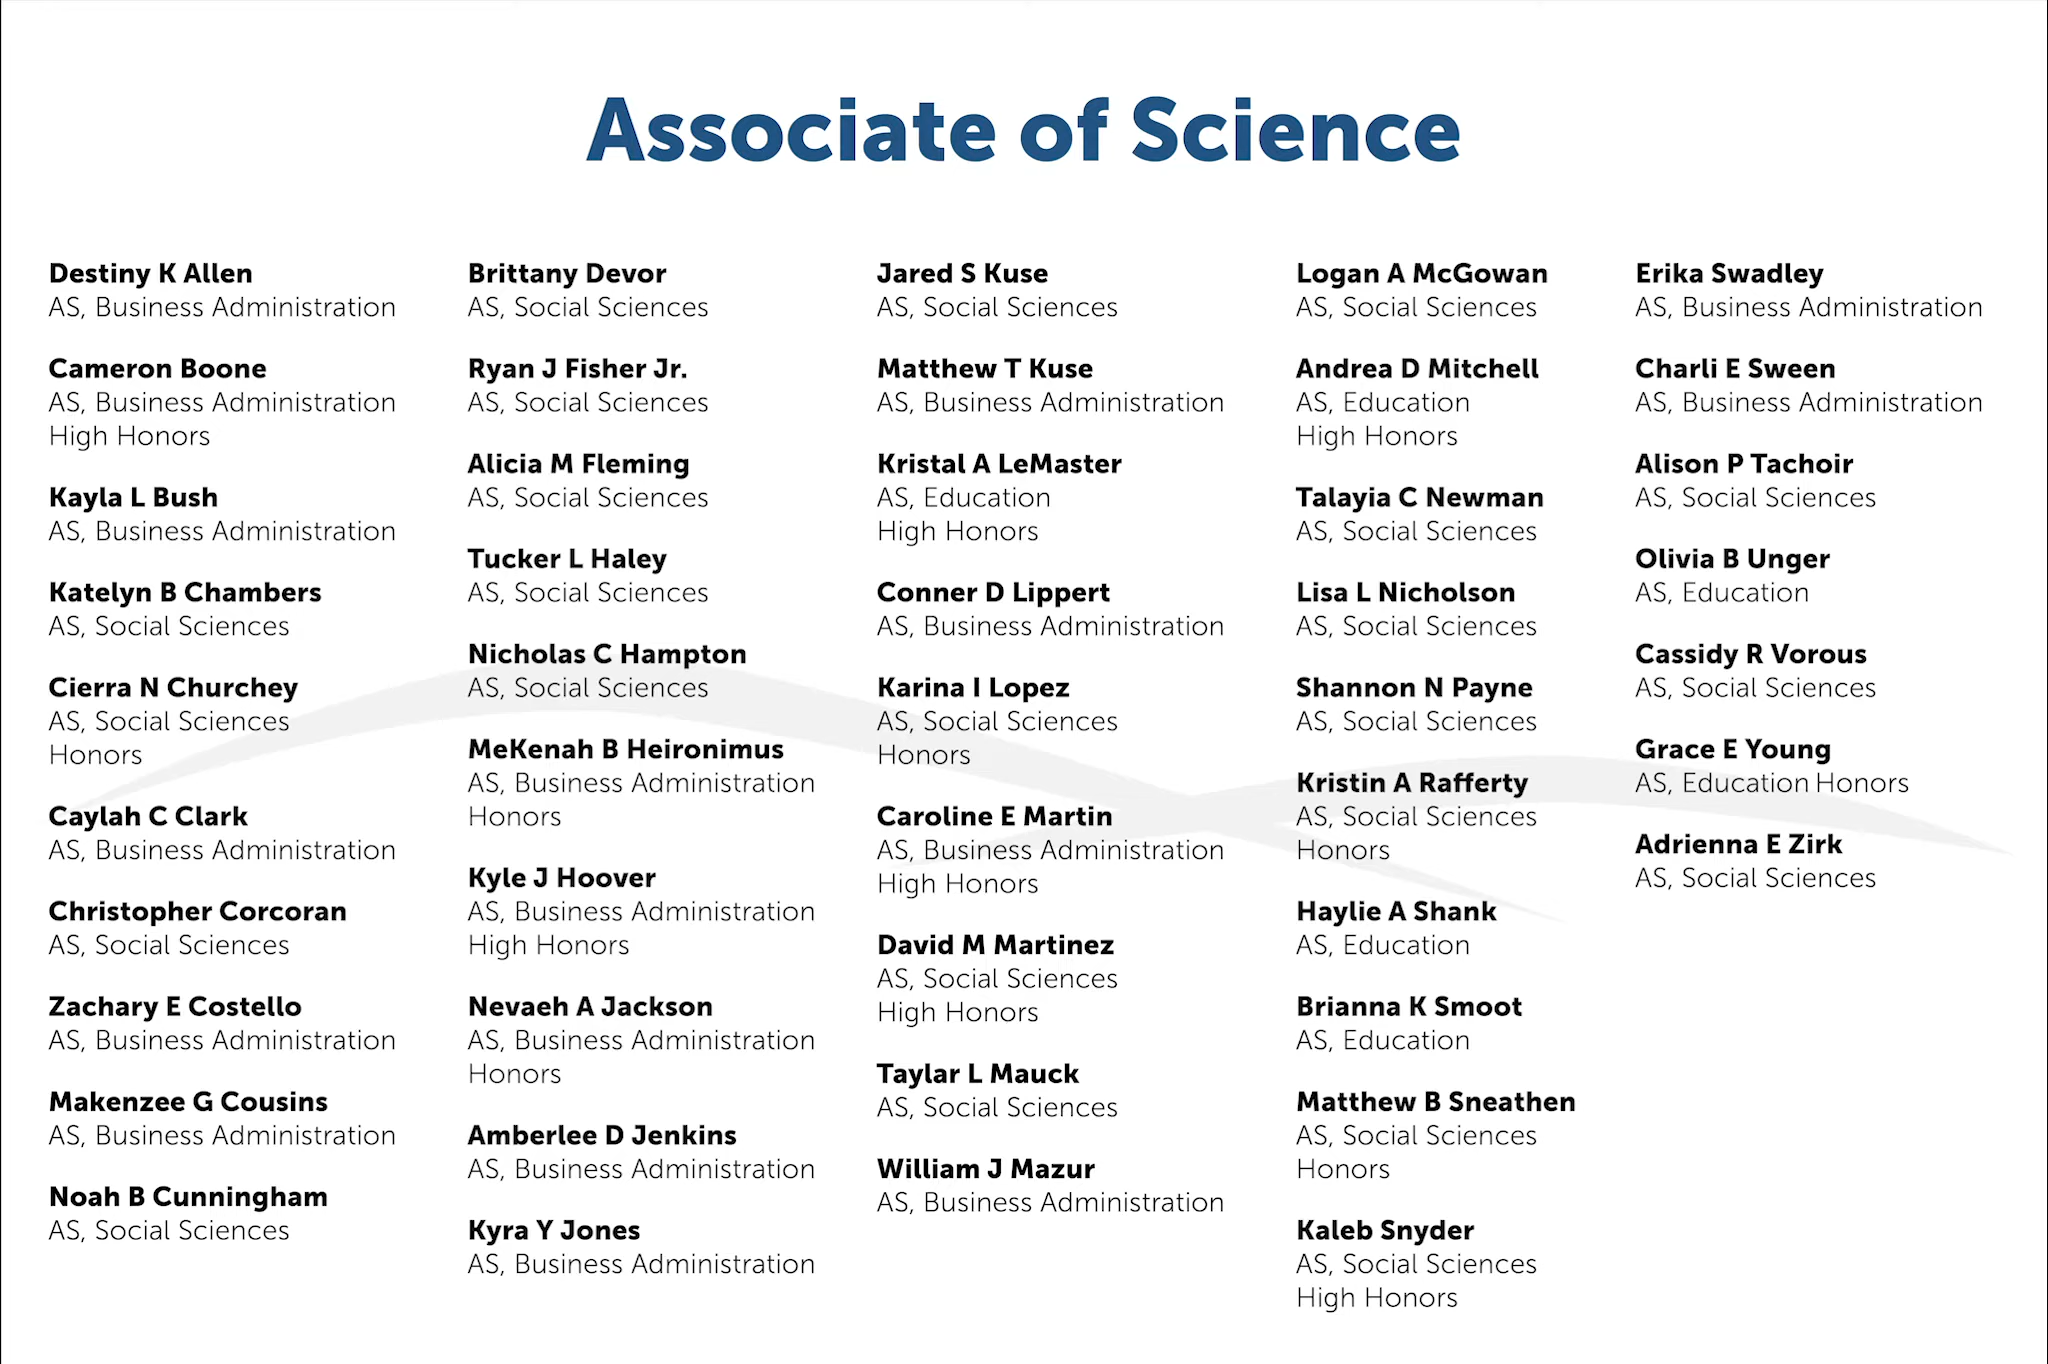 Associate of Science
Destiny K Allen
AS, Business Administration
Cameron Boone
AS, Business Administration
High Honors
Kayla L Bush
AS, Business Administration
Katelyn B Chambers
AS, Social Sciences
Cierra N Churchey
AS, Social Sciences
Honors
Caylah C Clark
AS, Business Administration
Christopher Corcoran
AS, Social Sciences
Zachary E Costello
AS, Business Administration
Makenzee G Cousins
AS, Business Administration
Noah B Cunningham
AS, Social Sciences
Brittany Devor
AS, Social Sciences
Ryan J Fisher Jr.
AS, Social Sciences
Alicia M Fleming
AS, Social Sciences
Tucker L Haley
AS, Social Sciences
Nicholas C Hampton
AS, Social Sciences
MeKenah B Heironimus
AS, Business Administration
Honors
Kyle J Hoover
AS, Business Administration
High Honors
Nevaeh A Jackson
AS, Business Administration
Honors
Amberlee D Jenkins
AS, Business Administration
Kyra Y Jones
AS, Business Administration
Jared S Kuse
AS, Social Sciences
Matthew T Kuse
AS, Business Administration
Kristal A LeMaster
AS, Education
High Honors
Conner D Lippert
AS, Business Administration
Karina I Lopez
AS, Social Sciences
Honors
Caroline E Martin
AS, Business Administration
High Honors
David M Martinez
AS, Social Sciences
High Honors
Taylar L Mauck
AS, Social Sciences
William J Mazur
AS, Business Administration
Logan A McGowan
AS, Social Sciences
Andrea D Mitchell
AS, Education
High Honors
Talayia C Newman
AS, Social Sciences
Lisa L Nicholson
AS, Social Sciences
Shannon N Payne
AS, Social Sciences
Kristin A Rafferty
AS, Social Sciences
Honors
Haylie A Shank
AS, Education
Brianna K Smoot
AS, Education
Matthew B Sneathen
AS, Social Sciences
Honors
Kaleb Snyder
AS, Social Sciences
High Honors
Erika Swadley
AS, Business Administration
Charli E Sween
AS, Business Administration
Alison P Tachoir
AS, Social Sciences
Olivia B Unger
AS, Education
Cassidy R Vorous
AS, Social Sciences
Grace E Young
AS, Education Honors
Adrienna E Zirk
AS, Social Sciences